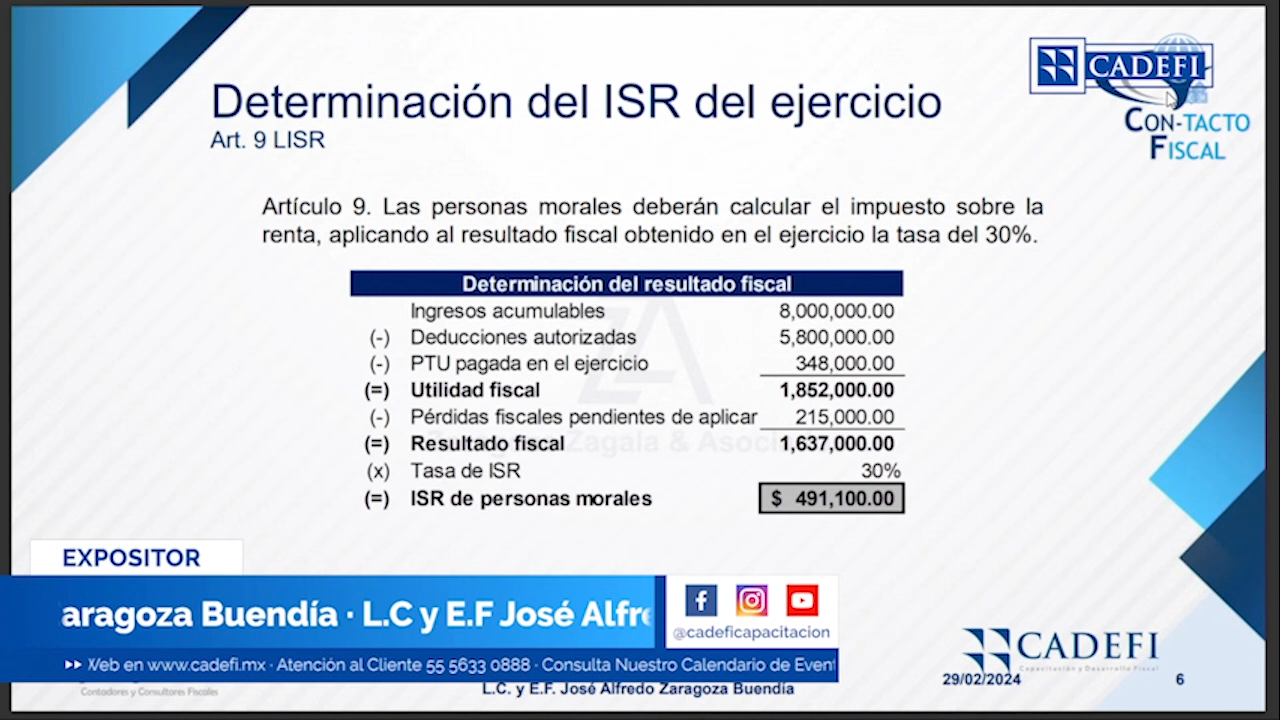 Determinación del ISR del ejercicio
Art. 9 LISR
CADEFI
CON-TACTO
FISCAL
Artículo 9. Las personas morales deberán calcular el impuesto sobre la
renta, aplicando al resultado fiscal obtenido en el ejercicio la tasa del 30%.
Determinación del resultado fiscal
Ingresos acumulables 8,000,000.00
(-) Deducciones autorizadas 5,800,000.00
(-) PTU pagada en el ejercicio 348,000.00
(=) Utilidad fiscal 1,852,000.00
(-) Pérdidas fiscales pendientes de aplicar 215,000.00
(=) Resultado fiscal 1,637,000.00
(x) Tasa de ISR 30%
(=) ISR de personas morales $ 491,100.00
Zagala & Asoci
EXPOSITOR
aragoza Buendía · L.C y E.F José Alfre
@cadeficapacitacion
Web en www.cadefi.mx · Atención al Cliente 55 5633 0888 · Consulta Nuestro Calendario de Even
Contadores y Consultores Fiscales
L.C. y E.F. José Alfredo Zaragoza Buendía
CADEFI
Capacitación y Desarrollo Fiscal
29/02/2024
6